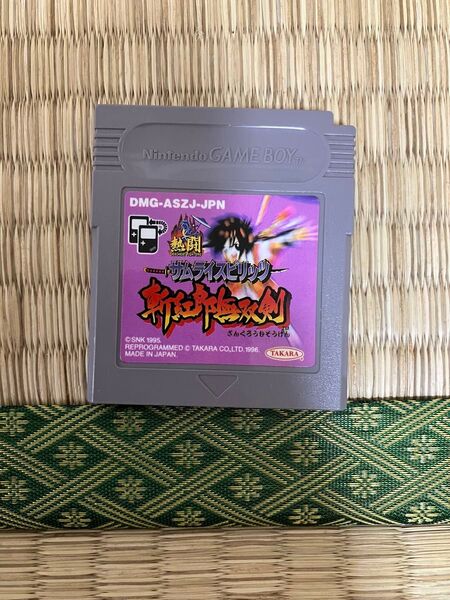 Nintendo GAME BOY TM
DMG-ASZJ-JPN
熱闘
サムライスピリッツ
斬紅郎無双剣
ざんくろうむそうけん
©SNK 1995.
REPROGRAMMED © TAKARA CO.,LTD. 1996.
MADE IN JAPAN.
TAKARA